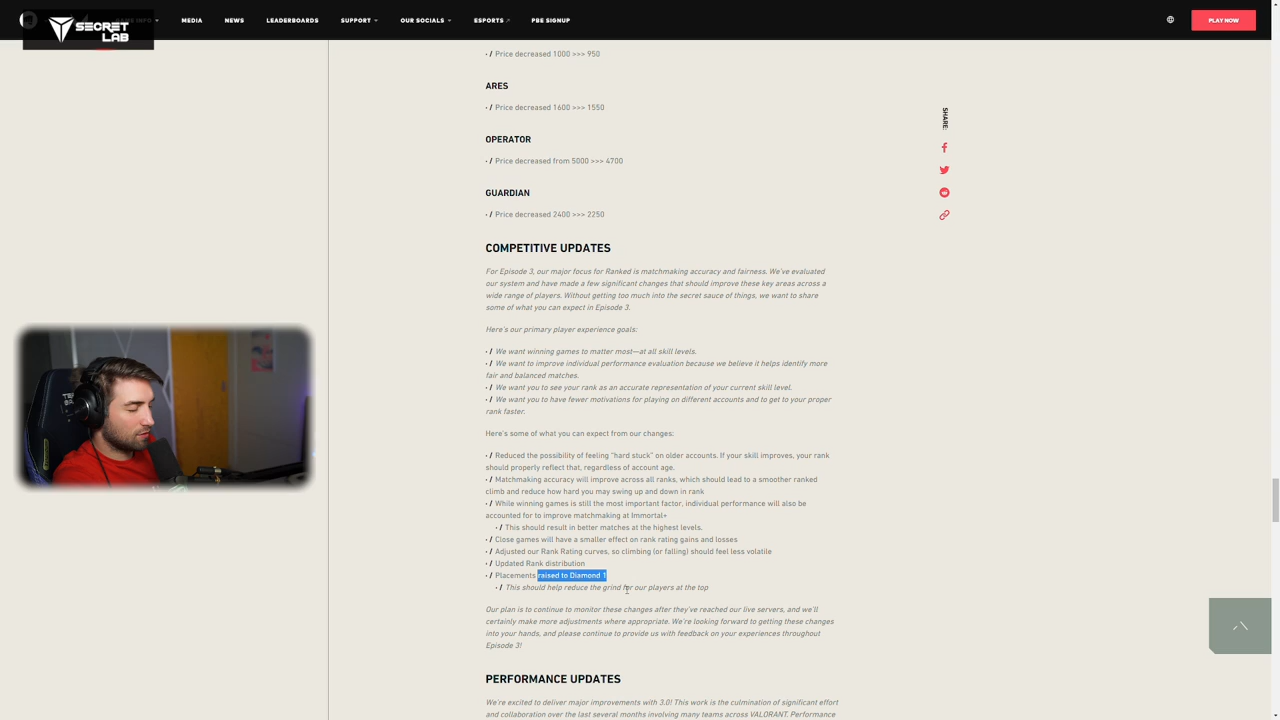 SECRET
LAB
MEDIA
NEWS
LEADERBOARDS
SUPPORT
OUR SOCIALS
ESPORTS
PBE SIGNUP
PLAY NOW
• / Price decreased 1000 >>> 950
ARES
• / Price decreased 1600 >>> 1550
OPERATOR
• / Price decreased from 5000 >>> 4700
GUARDIAN
• / Price decreased 2400 >>> 2250
SHARE:
COMPETITIVE UPDATES
For Episode 3, our major focus for Ranked is matchmaking accuracy and fairness. We've evaluated
our system and have made a few significant changes that should improve these key areas across a
wide range of players. Without getting too much into the secret sauce of things, we want to share
some of what you can expect in Episode 3.
Here's our primary player experience goals:
• / We want winning games to matter most—at all skill levels.
• / We want to improve individual performance evaluation because we believe it helps identify more
fair and balanced matches.
• / We want you to see your rank as an accurate representation of your current skill level.
• / We want you to have fewer motivations for playing on different accounts and to get to your proper
rank faster.
Here's some of what you can expect from our changes:
• / Reduced the possibility of feeling "hard stuck" on older accounts. If your skill improves, your rank
should properly reflect that, regardless of account age.
• / Matchmaking accuracy will improve across all ranks, which should lead to a smoother ranked
climb and reduce how hard you may swing up and down in rank
• / While winning games is still the most important factor, individual performance will also be
accounted for to improve matchmaking at Immortal+
• / This should result in better matches at the highest levels.
• / Close games will have a smaller effect on rank rating gains and losses
• / Adjusted our Rank Rating curves, so climbing (or falling) should feel less volatile
• / Updated Rank distribution
• / Placements raised to Diamond 1
• / This should help reduce the grind for our players at the top
Our plan is to continue to monitor these changes after they've reached our live servers, and we'll
certainly make more adjustments where appropriate. We're looking forward to getting these changes
into your hands, and please continue to provide us with feedback on your experiences throughout
Episode 3!
PERFORMANCE UPDATES
We're excited to deliver major improvements with 3.0! This work is the culmination of significant effort
and collaboration over the last several months involving many teams across VALORANT. Performance